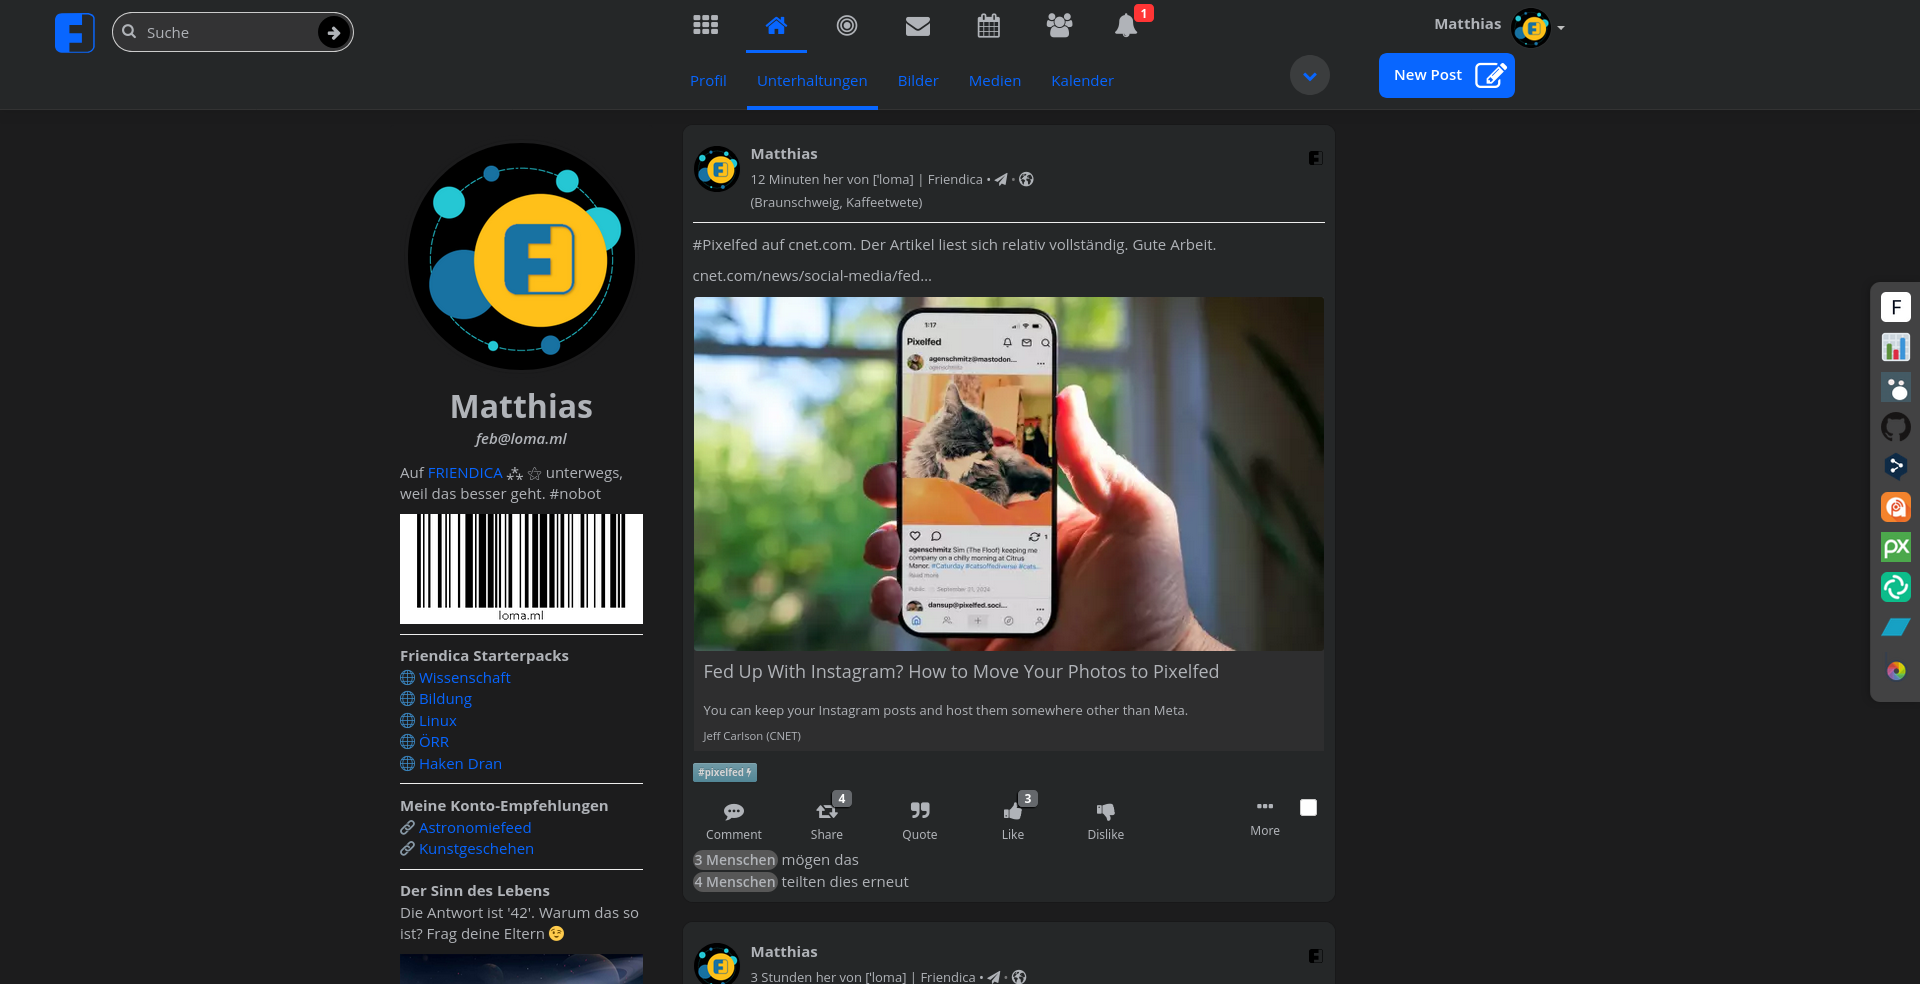 Suche
1
Matthias
Profil
Unterhaltungen
Bilder
Medien
Kalender
New Post
Matthias
feb@loma.ml
Auf FRIENDICA ⁂ ⚝ unterwegs,
weil das besser geht. #nobot
loma.ml
Friendica Starterpacks
Wissenschaft
Bildung
Linux
ÖRR
Haken Dran
Meine Konto-Empfehlungen
Astronomiefeed
Kunstgeschehen
Der Sinn des Lebens
Die Antwort ist '42'. Warum das so
ist? Frag deine Eltern 😉
Matthias
12 Minuten her von ['loma] | Friendica •
(Braunschweig, Kaffeetwete)
#Pixelfed auf cnet.com. Der Artikel liest sich relativ vollständig. Gute Arbeit.
cnet.com/news/social-media/fed...
1:17
Pixelfed
agenschmitz@mastodon...
agenschmitz
1
agenschmitz Sim (The Floof) keeping me
company on a chilly morning at Citrus
Manor. #Caturday #catsoffediverse #cats...
Read more
Public
September 21, 2024
dansup@pixelfed.soci...
Fed Up With Instagram? How to Move Your Photos to Pixelfed
You can keep your Instagram posts and host them somewhere other than Meta.
Jeff Carlson (CNET)
#pixelfed
Comment
4
Share
Quote
3
Like
Dislike
More
3 Menschen mögen das
4 Menschen teilten dies erneut
Matthias
3 Stunden her von ['loma] | Friendica •
F
px